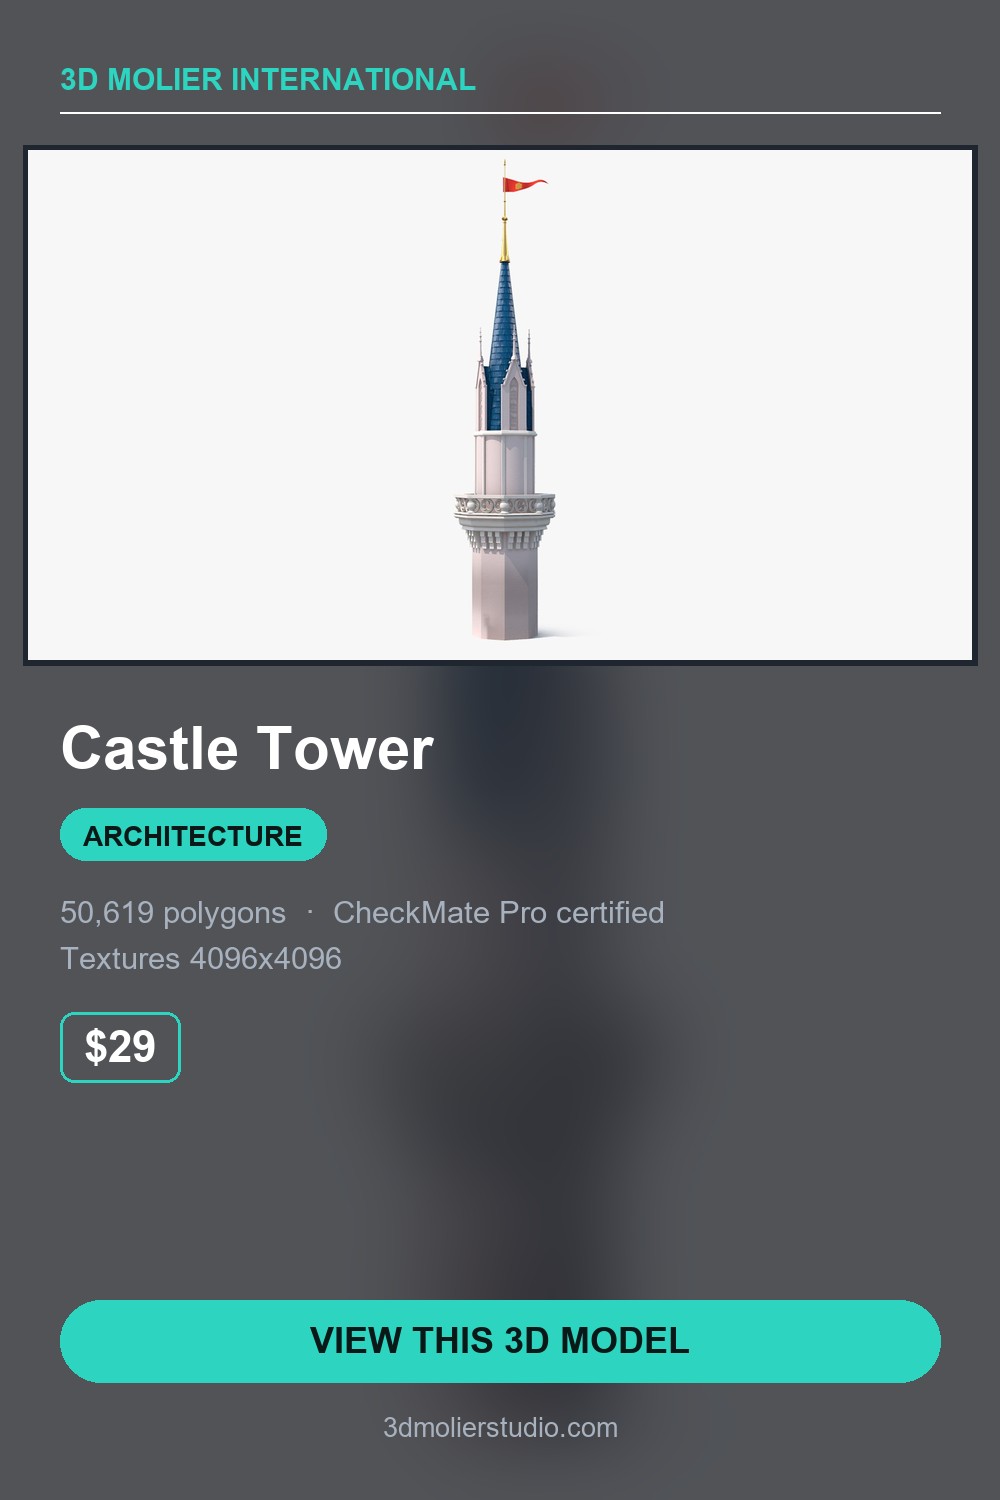 3D MOLIER INTERNATIONAL
Castle Tower
ARCHITECTURE
50,619 polygons · CheckMate Pro certified
Textures 4096x4096
$29
VIEW THIS 3D MODEL
3dmolierstudio.com